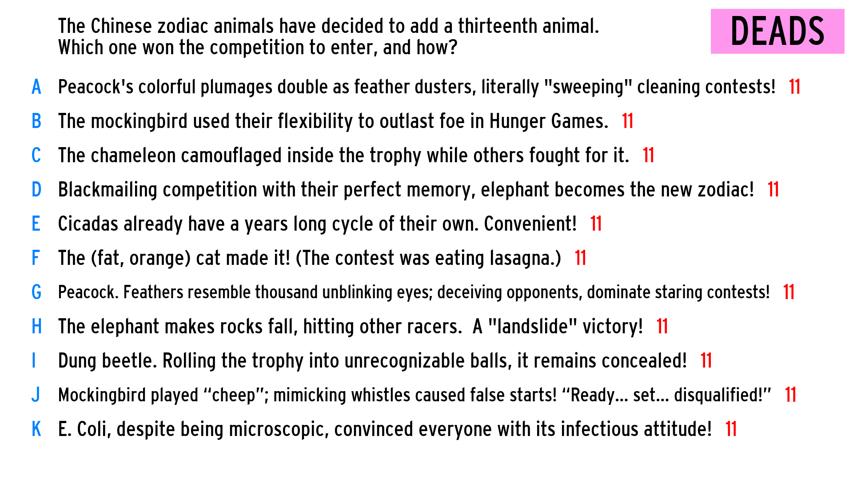 The Chinese zodiac animals have decided to add a thirteenth animal.
Which one won the competition to enter, and how?
DEADS
A Peacock's colorful plumages double as feather dusters, literally "sweeping" cleaning contests! 11
B The mockingbird used their flexibility to outlast foe in Hunger Games. 11
C The chameleon camouflaged inside the trophy while others fought for it. 11
D Blackmailing competition with their perfect memory, elephant becomes the new zodiac! 11
E Cicadas already have a years long cycle of their own. Convenient! 11
F The (fat, orange) cat made it! (The contest was eating lasagna.) 11
G Peacock. Feathers resemble thousand unblinking eyes; deceiving opponents, dominate staring contests! 11
H The elephant makes rocks fall, hitting other racers. A "landslide" victory! 11
I Dung beetle. Rolling the trophy into unrecognizable balls, it remains concealed! 11
J Mockingbird played “cheep”; mimicking whistles caused false starts! “Ready... set... disqualified!” 11
K E. Coli, despite being microscopic, convinced everyone with its infectious attitude! 11